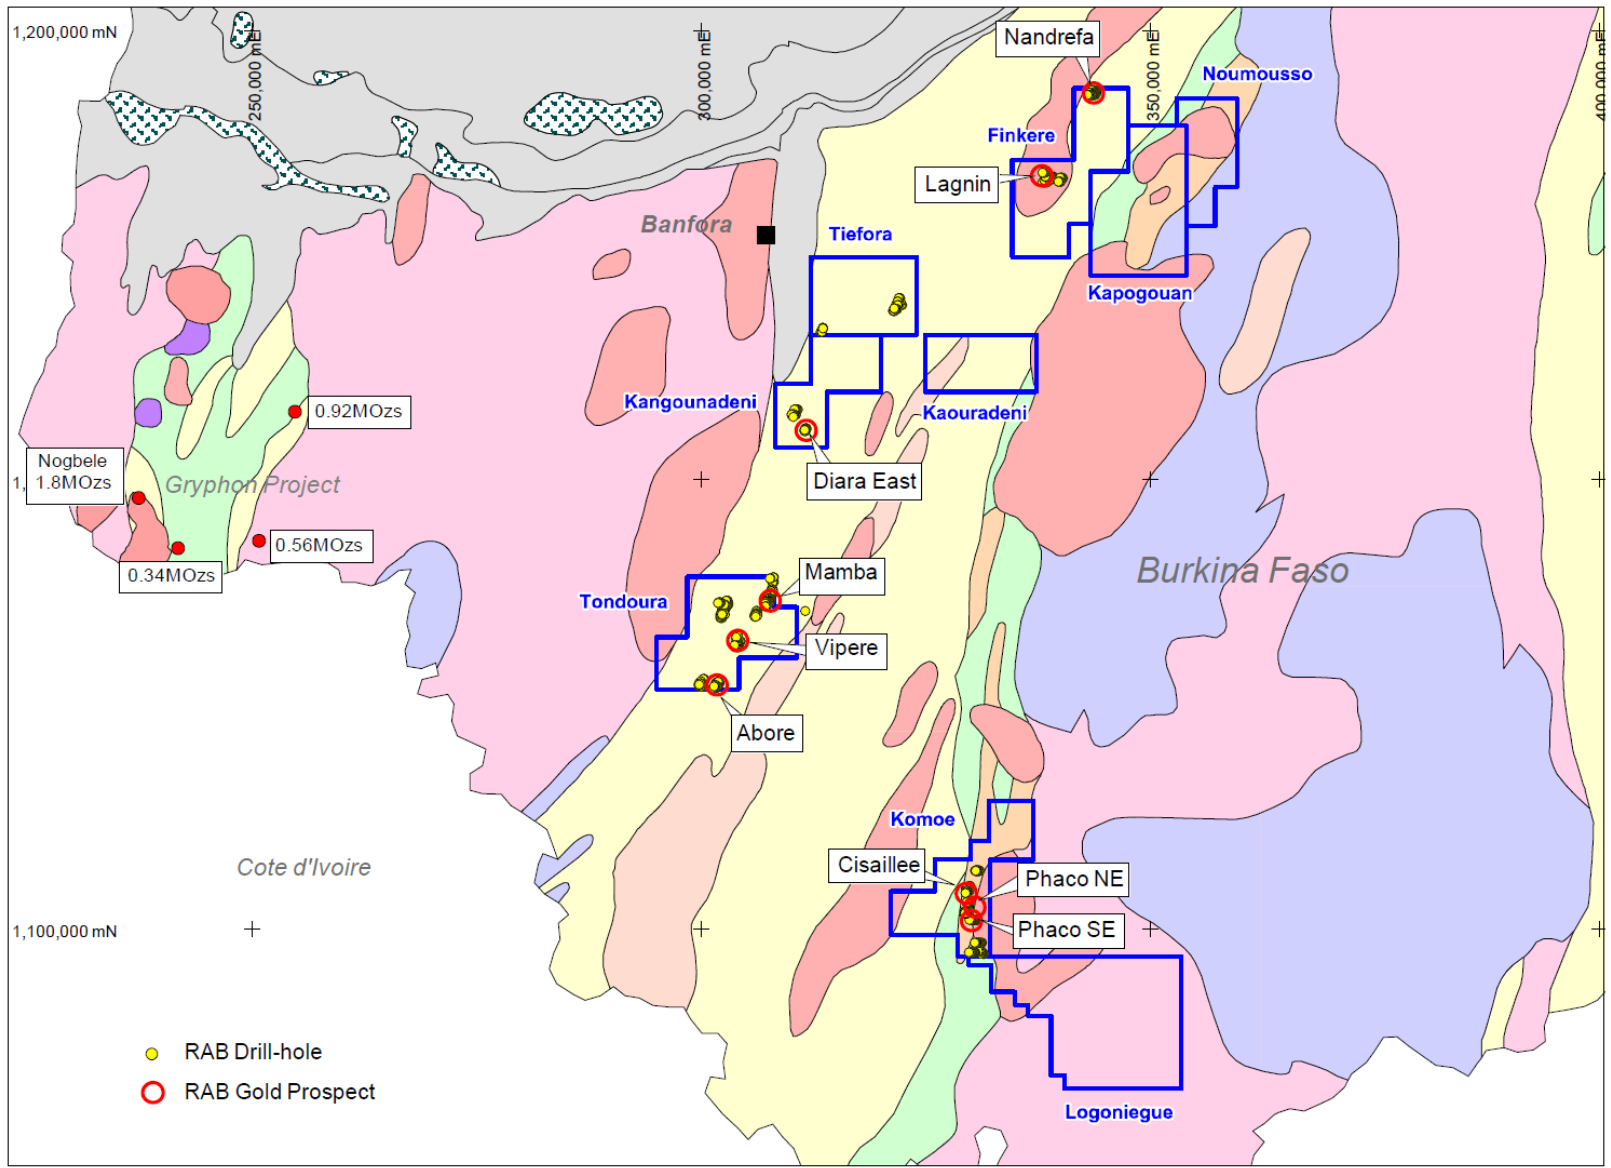 1,200,000 mN
250,000 mE
300,000 mE
350,000 mE
400,000 mE
Nandrefa
Noumousso
Finkere
Lagnin
Banfora
Tiefora
Kapogouan
Kangounadeni
Kaouradeni
0.92MOzs
Nogbele
1.8MOzs
1,
Gryphon Project
Diara East
0.56MOzs
0.34MOzs
Burkina Faso
Mamba
Tondoura
Vipere
Abore
Komoe
Cote d'Ivoire
Cisaillee
Phaco NE
Phaco SE
1,100,000 mN
RAB Drill-hole
RAB Gold Prospect
Logoniegue